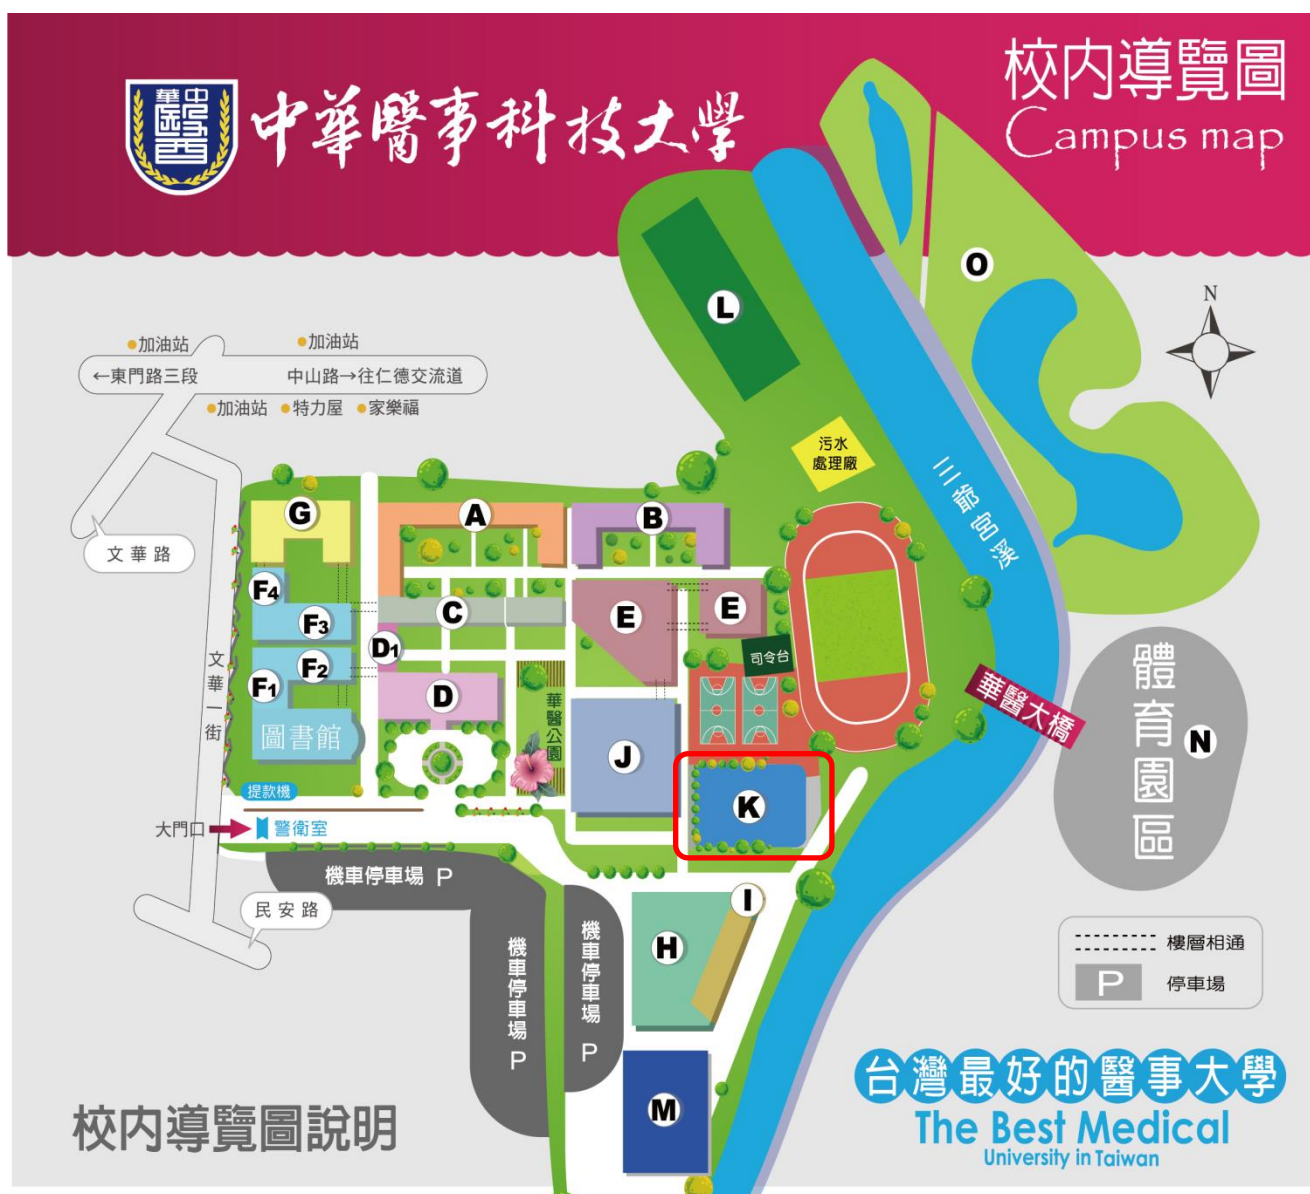 中華醫事科技大學
中華
醫
校內導覽圖
Campus map
N
加油站
加油站
←東門路三段
中山路→往仁德交流道
加油站
特力屋
家樂福
文華路
文華一街
民安路
L
O
污水
處理廠
三爺宮溪
G
A
B
F4
F3
C
E
E
D1
F1
F2
D
圖書館
華醫公園
J
司令台
K
華醫大橋
體育園區
N
提款機
大門口
警衛室
機車停車場 P
機車停車場 P
機車停車場 P
I
H
M
樓層相通
P
停車場
台灣最好的醫事大學
The Best Medical
University in Taiwan
校內導覽圖說明